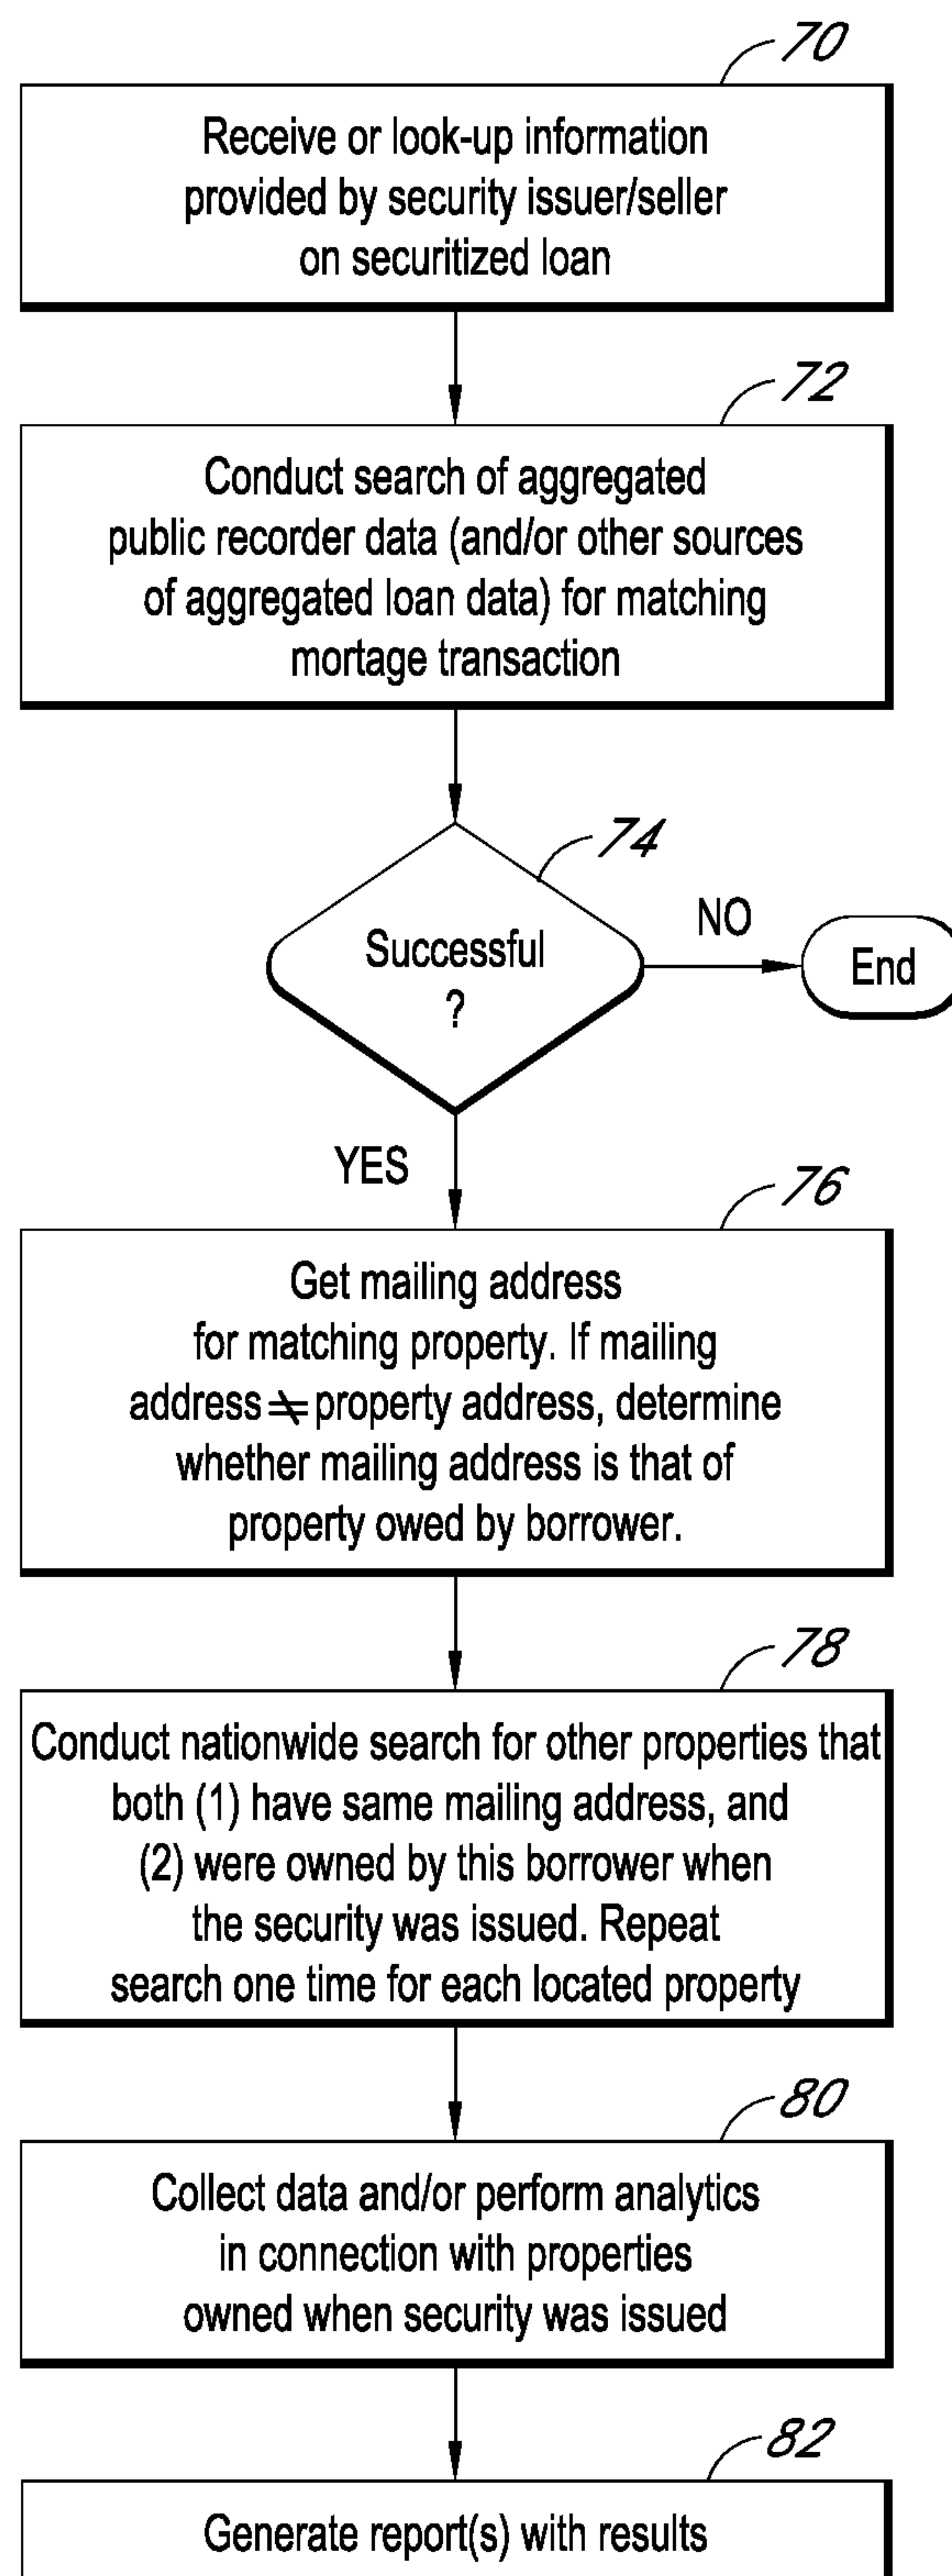 70
Receive or look-up information
provided by security issuer/seller
on securitized loan
72
Conduct search of aggregated
public recorder data (and/or other sources
of aggregated loan data) for matching
mortage transaction
74
Successful
?
NO
End
YES
76
Get mailing address
for matching property. If mailing
address ≠ property address, determine
whether mailing address is that of
property owed by borrower.
78
Conduct nationwide search for other properties that
both (1) have same mailing address, and
(2) were owned by this borrower when
the security was issued. Repeat
search one time for each located property
80
Collect data and/or perform analytics
in connection with properties
owned when security was issued
82
Generate report(s) with results